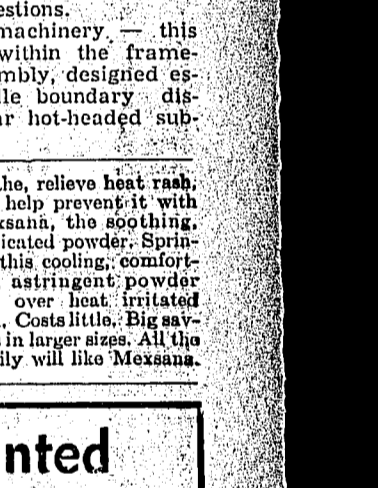 estions.
machinery — this
within the frame-
mbly, designed es-
le boundary dis-
ar hot-headed sub-
he, relieve heat rash,
help prevent it with
xsana, the soothing,
icated powder. Sprin-
this cooling, comfort-
astringent powder
over heat irritated
. Costs little. Big sav-
in larger sizes. All the
ily will like Mexsana.
nted